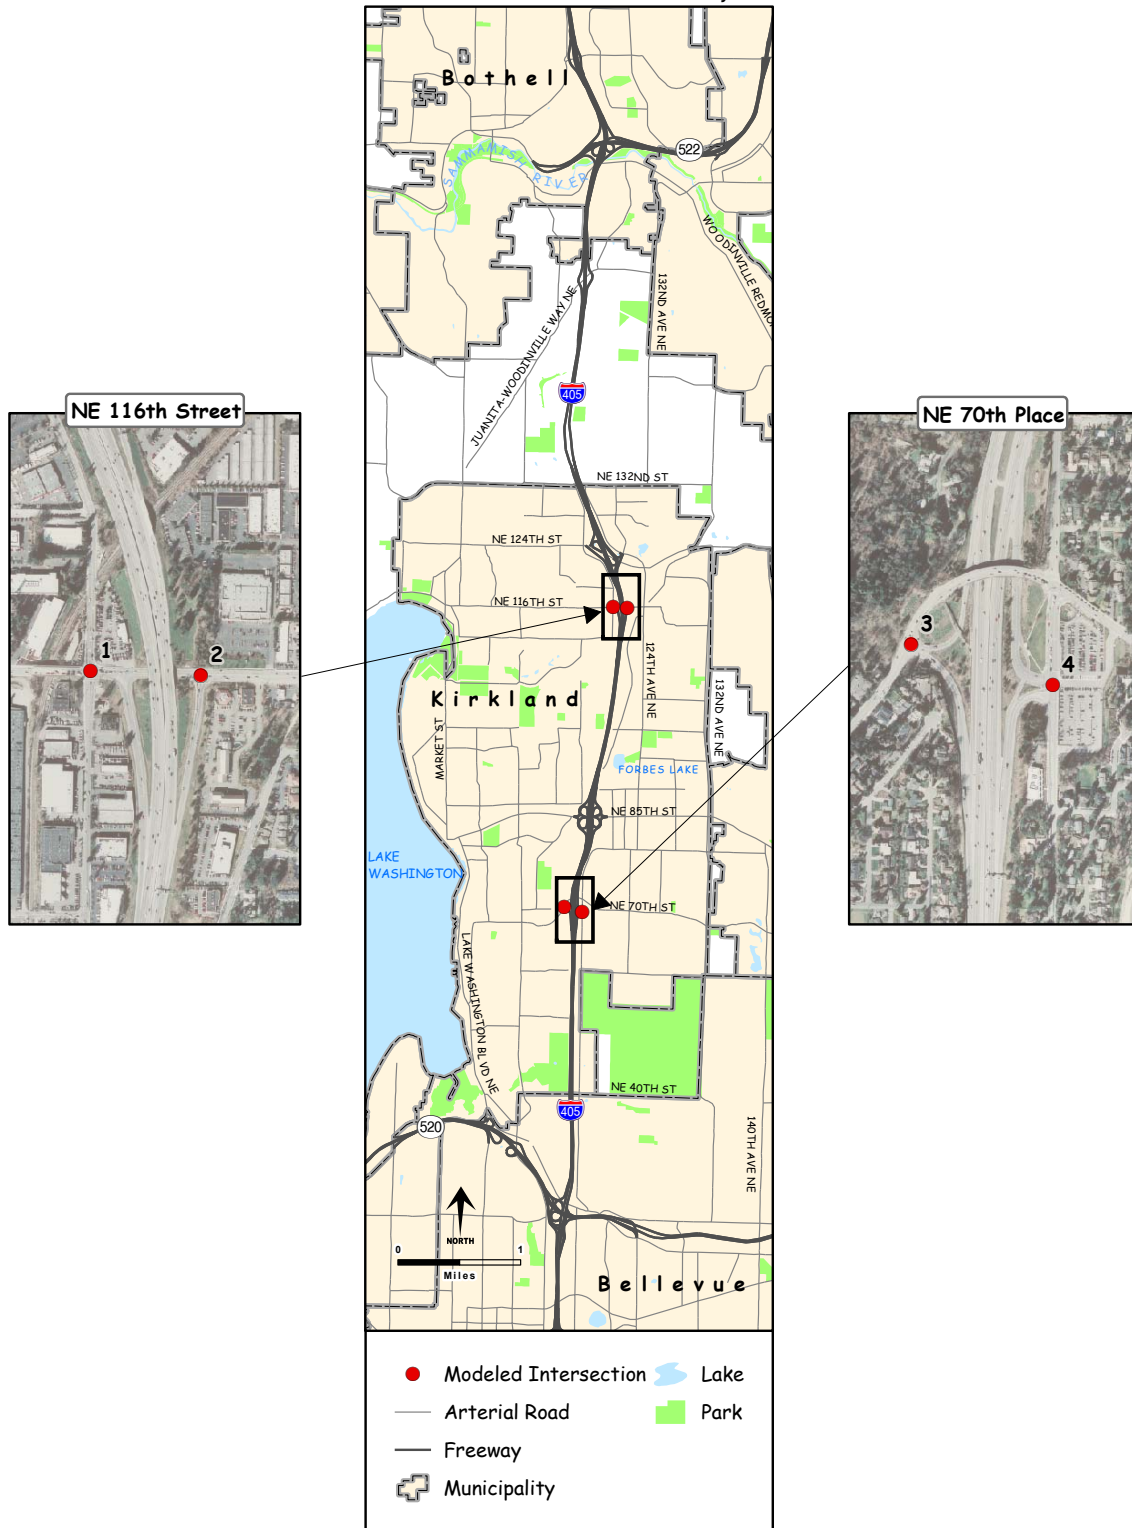 Bothell
522
SAMMAMISH RIVER
WOODINVILLE REDMO
132ND AVE NE
JUANITA-WOODINVILLE WAY NE
405
NE 116th Street
NE 70th Place
NE 132ND ST
NE 124TH ST
NE 116TH ST
1
2
3
4
124TH AVE NE
132ND AVE NE
Kirkland
MARKET ST
FORBES LAKE
NE 85TH ST
LAKE
WASHINGTON
NE 70TH ST
LAKE WASHINGTON BLVD NE
NE 40TH ST
405
520
140TH AVE NE
NORTH
0 1
Miles
Bellevue
Modeled Intersection
Lake
Arterial Road
Park
Freeway
Municipality